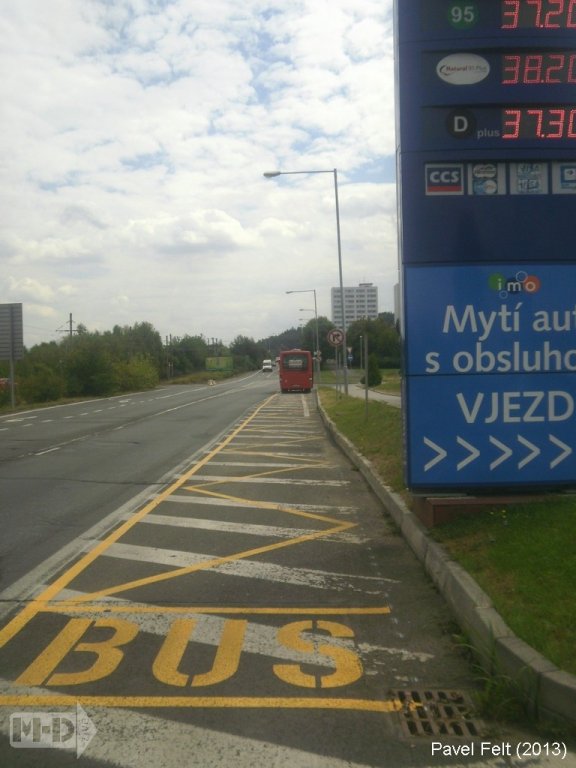 95 37.20
Natural 95 Plus 38.20
D plus 37.30
CCS
imo
Mytí aut
s obsluho
VJEZD
BUS
M-D
Pavel Felt (2013)